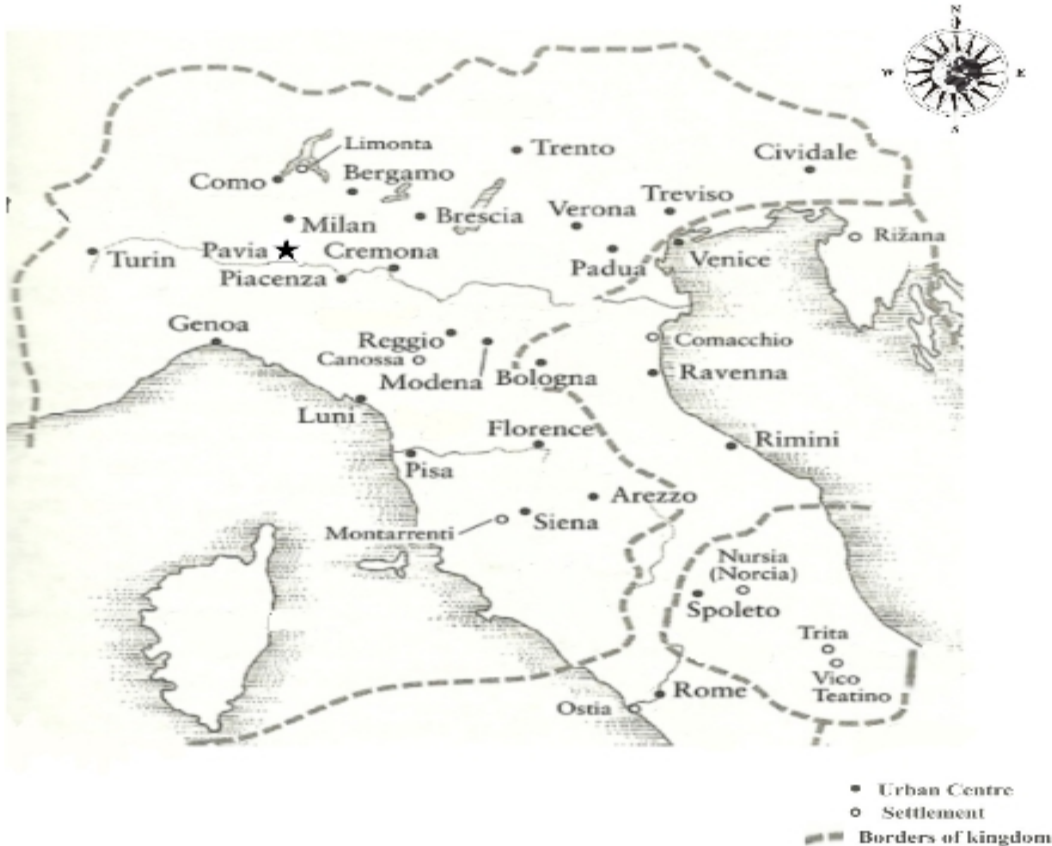 N
W E
S
Limonta
Trento
Cividale
Como
Bergamo
Treviso
Milan
Brescia
Verona
Rižana
Turin
Pavia
Cremona
Padua
Venice
Piacenza
Genoa
Reggio
Comacchio
Canossa
Modena
Bologna
Ravenna
Luni
Florence
Rimini
Pisa
Arezzo
Siena
Montarrenti
Nursia
(Norcia)
Spoleto
Trita
Vico
Teatino
Rome
Ostia
Urban Centre
Settlement
Borders of kingdom